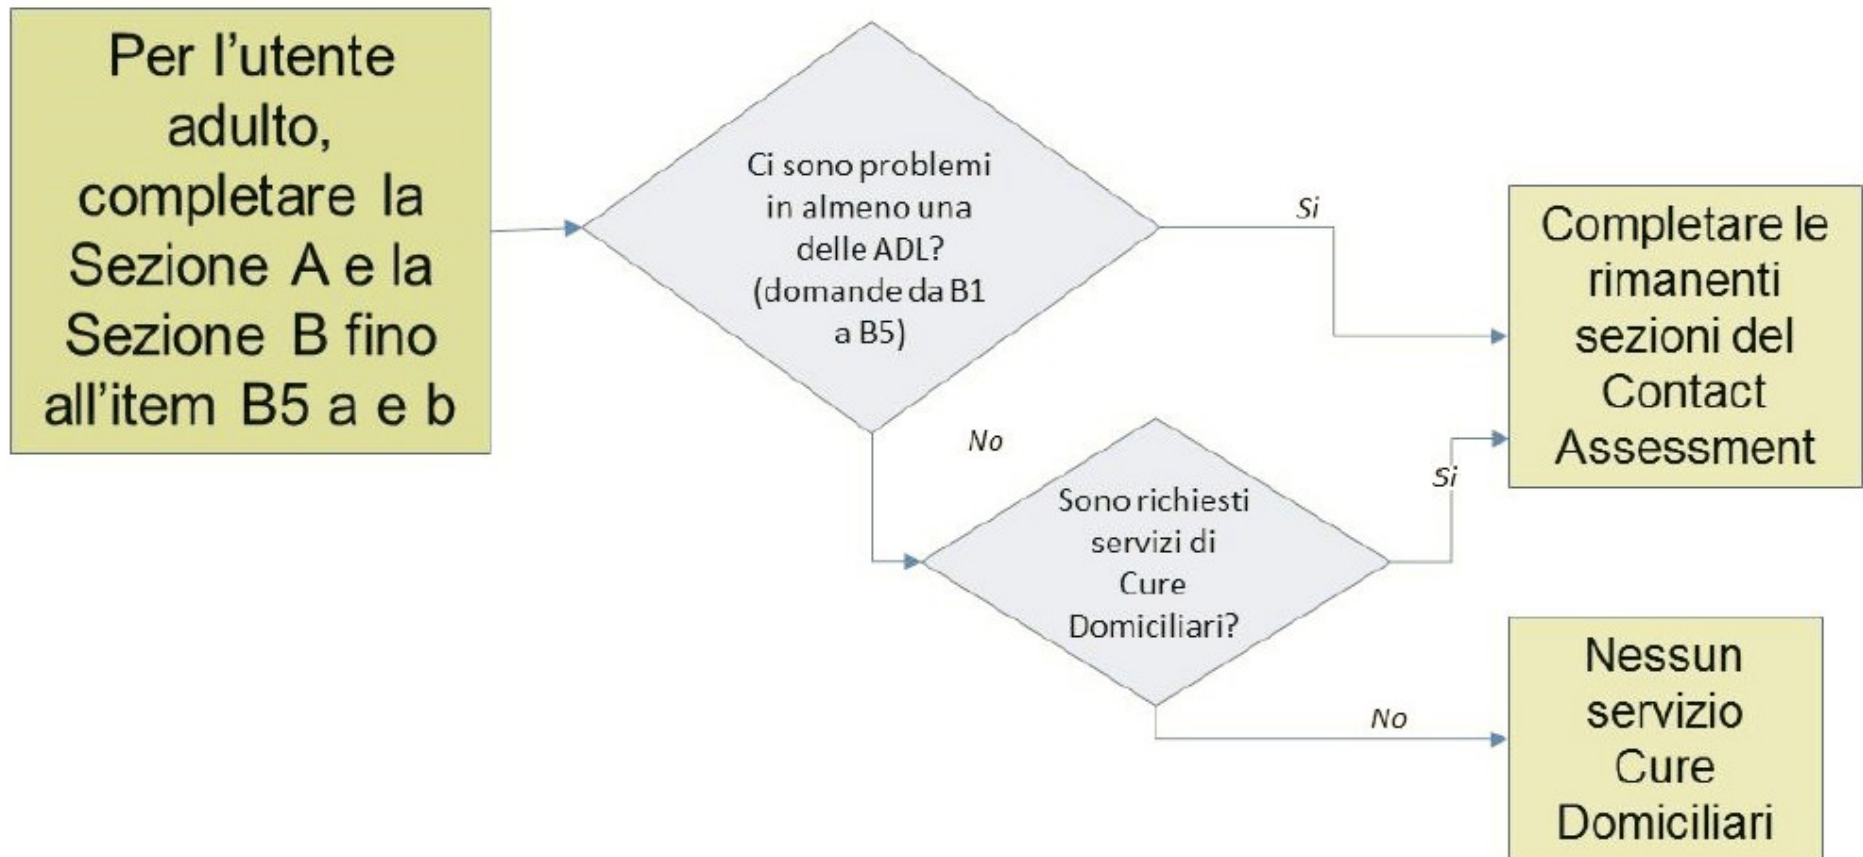 Per l'utente
adulto,
completare la
Sezione A e la
Sezione B fino
all'item B5 a e b
Ci sono problemi
in almeno una
delle ADL?
(domande da B1
a B5)
Si
Completare le
rimanenti
sezioni del
Contact
Assessment
No
Sono richiesti
servizi di
Cure
Domiciliari?
Si
No
Nessun
servizio
Cure
Domiciliari